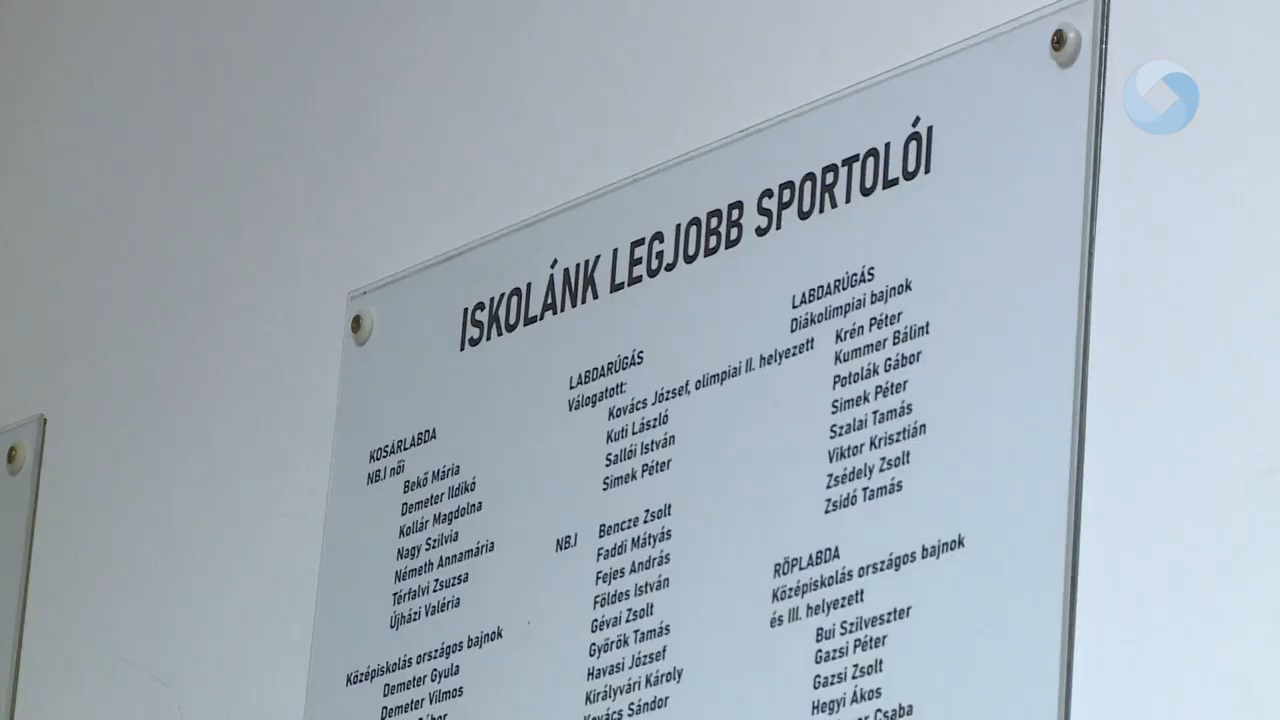 ISKOLÁNK LEGJOBB SPORTOLÓI
KOSÁRLABDA
NB.I női
Bekő Mária
Demeter Ildikó
Kollár Magdolna
Nagy Szilvia
Németh Annamária
Térfalvi Zsuzsa
Újházi Valéria
Középiskolás országos bajnok
Demeter Gyula
Demeter Vilmos
LABDARÚGÁS
Válogatott:
Kovács József, olimpiai II. helyezett
Kuti László
Sallói István
Simek Péter
NB.I Bencze Zsolt
Faddi Mátyás
Fejes András
Földes István
Gévai Zsolt
Györök Tamás
Havasi József
Királyvári Károly
Kovács Sándor
LABDARÚGÁS
Diákolimpiai bajnok
Krén Péter
Kummer Bálint
Potolák Gábor
Simek Péter
Szalai Tamás
Viktor Krisztián
Zsédely Zsolt
Zsidó Tamás
RÖPLABDA
Középiskolás országos bajnok
és III. helyezett
Bui Szilveszter
Gazsi Péter
Gazsi Zsolt
Hegyi Ákos
Csaba